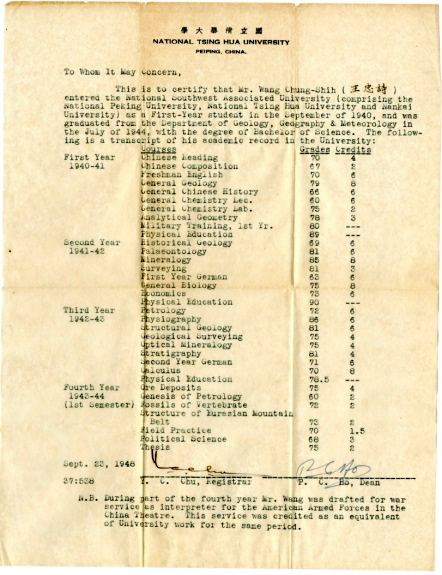 學大華清立國
NATIONAL TSING HUA UNIVERSITY
PEIPING, CHINA.
To Whom It May Concern,
This is to certify that Mr. Wang Chung-Shih (王忠詩)
entered the National Southwest Associated University (comprising the
National Peking University, National Tsing Hua University and Nankai
University) as a First-Year student in the September of 1940, and was
graduated from the Department of Geology, Geography & Meteorology in
the July of 1944, with the degree of Bachelor of Science. The follow-
ing is a transcript of his academic record in the University:
Courses Grades Credits
First Year Chinese Reading 70 4
1940-41 Chinese Composition 67 2
Freshman English 70 6
General Geology 79 8
General Chinese History 66 6
General Chemistry Lec. 60 6
General Chemistry Lab. 75 2
Analytical Geometry 78 3
Military Training, 1st Yr. 80 ---
Physical Education 89 ---
Second Year Historical Geology 69 6
1941-42 Palaeontology 81 6
Mineralogy 85 8
Surveying 81 3
First Year German 63 6
General Biology 75 8
Economics 73 6
Physical Education 90 ---
Third Year Petrology 72 6
1942-43 Physiography 86 6
Structural Geology 81 6
Geological Surveying 75 4
Optical Mineralogy 75 4
Stratigraphy 81 4
Second Year German 71 6
Calculus 70 8
Physical Education 78.5 ---
Fourth Year Ore Deposits 75 4
1943-44 Genesis of Petrology 60 2
(1st Semester) Fossils of Vertebrate 72 2
Structure of Eurasian Mountain
Belt 73 2
Field Practice 70 1.5
Political Science 68 3
Thesis 75 2
Sept. 23, 1948
37:538 Y. C. Chu, Registrar P. C. Ho, Dean
N.B. During part of the fourth year Mr. Wang was drafted for war
service as interpreter for the American Armed Forces in the
China Theatre. This service was credited as an equivalent
of University work for the same period.